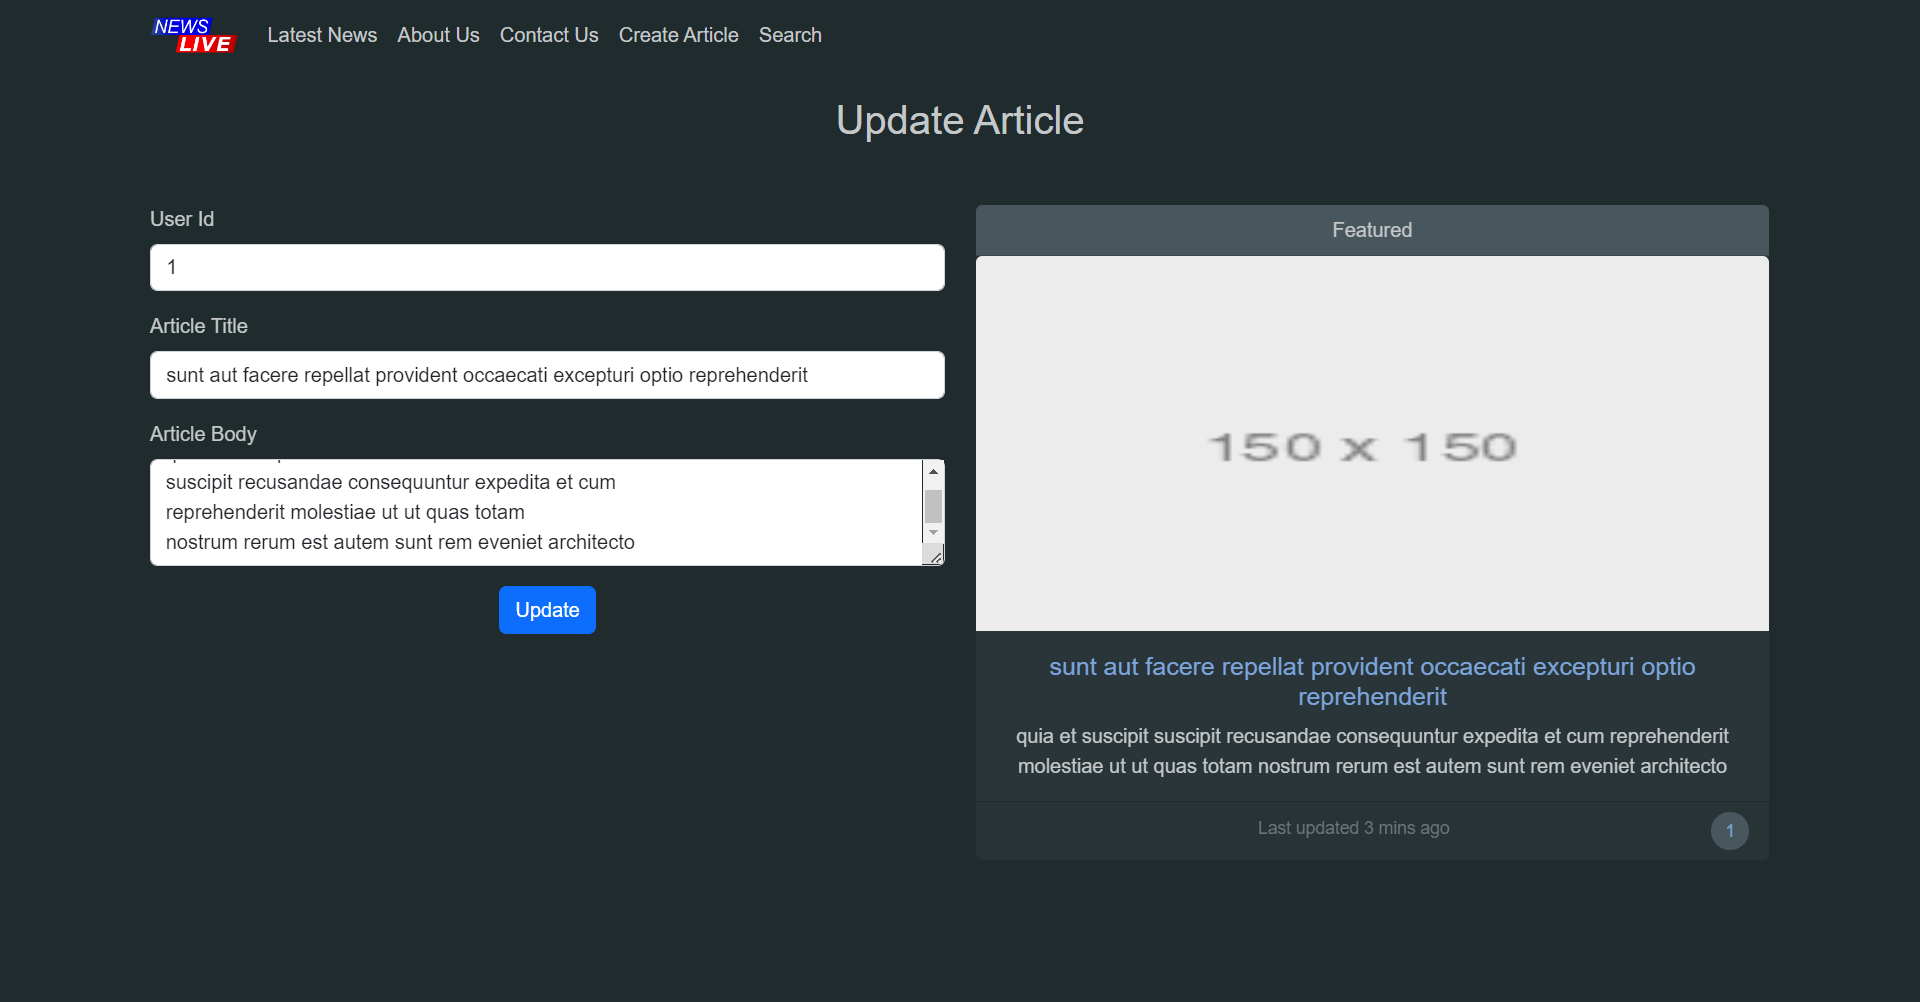 NEWS
LIVE
Latest News About Us Contact Us Create Article Search
Update Article
User Id
1
Article Title
sunt aut facere repellat provident occaecati excepturi optio reprehenderit
Article Body
suscipit recusandae consequuntur expedita et cum
reprehenderit molestiae ut ut quas totam
nostrum rerum est autem sunt rem eveniet architecto
Update
Featured
150 x 150
sunt aut facere repellat provident occaecati excepturi optio
reprehenderit
quia et suscipit suscipit recusandae consequuntur expedita et cum reprehenderit
molestiae ut ut quas totam nostrum rerum est autem sunt rem eveniet architecto
Last updated 3 mins ago
1